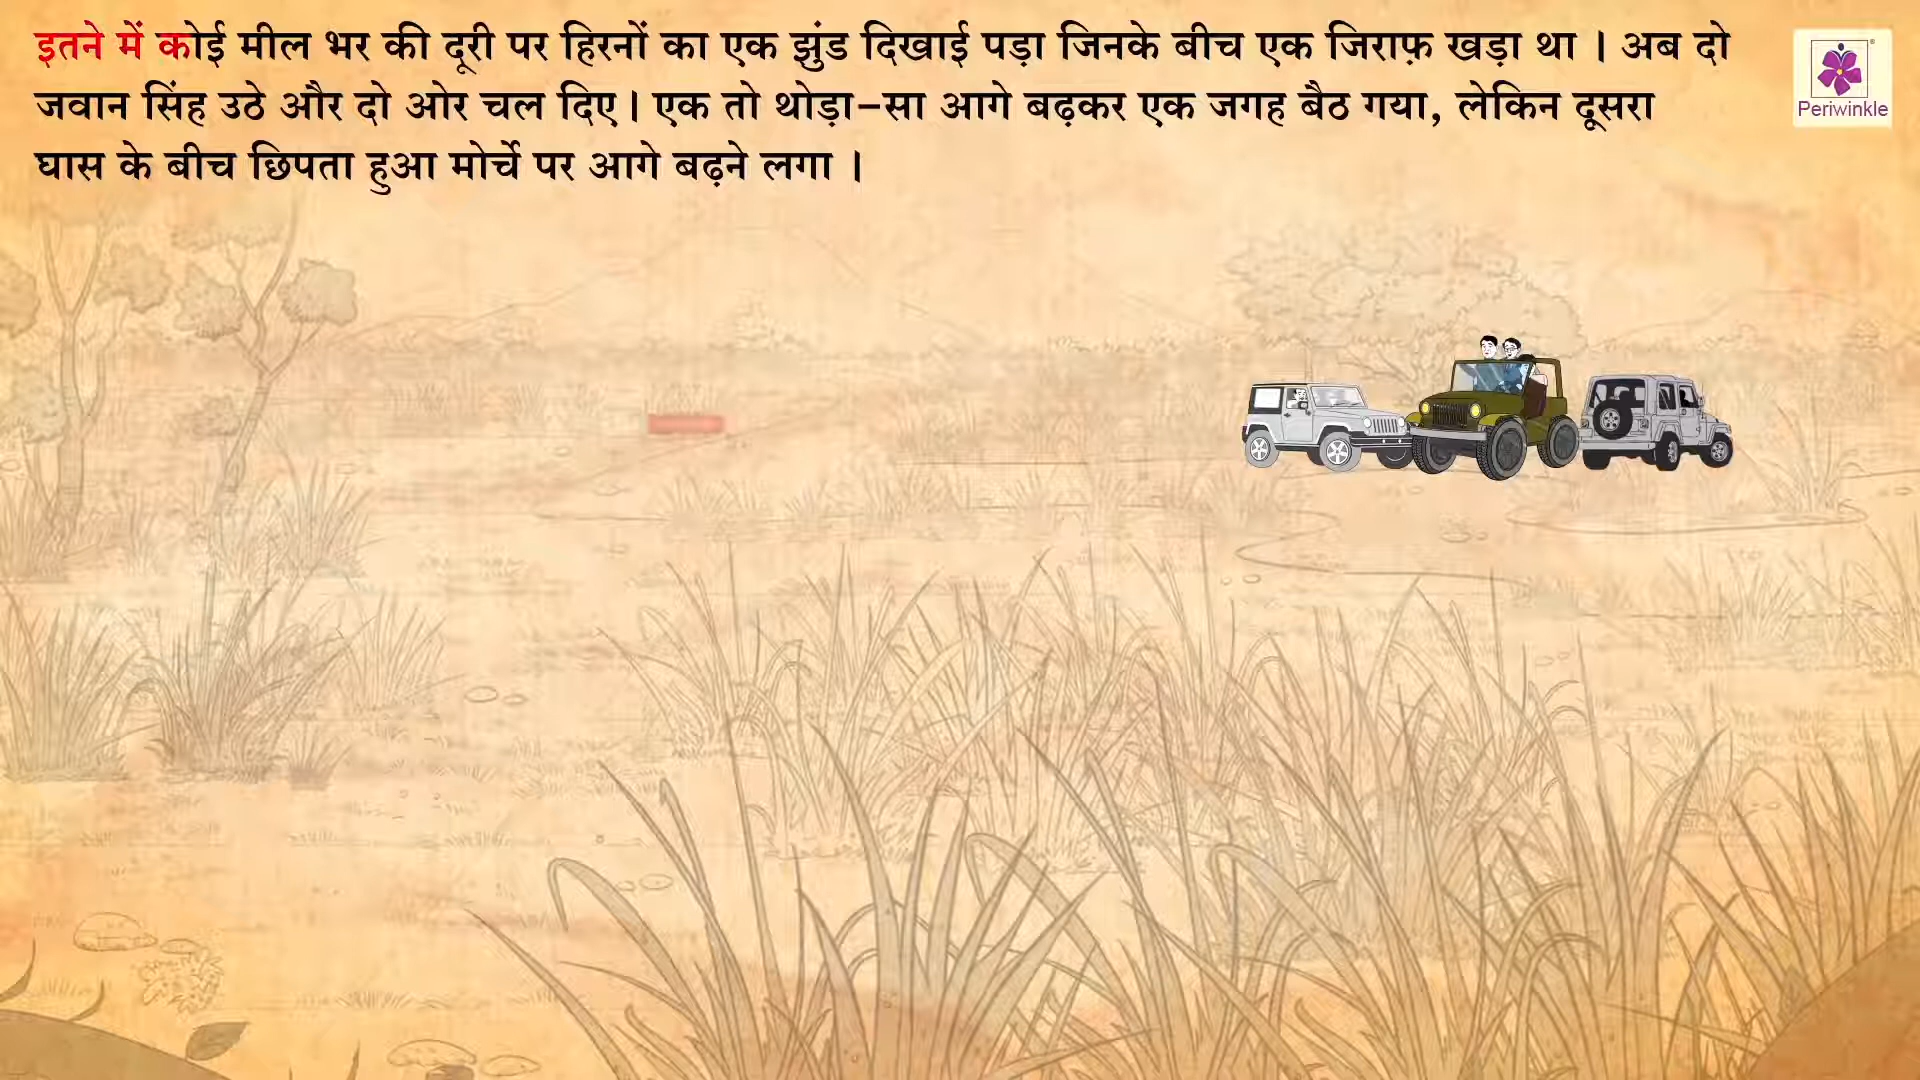 इतने में कोई मील भर की दूरी पर हिरनों का एक झुंड दिखाई पड़ा जिनके बीच एक जिराफ़ खड़ा था । अब दो
जवान सिंह उठे और दो ओर चल दिए। एक तो थोड़ा–सा आगे बढ़कर एक जगह बैठ गया, लेकिन दूसरा
घास के बीच छिपता हुआ मोर्चे पर आगे बढ़ने लगा ।
Periwinkle